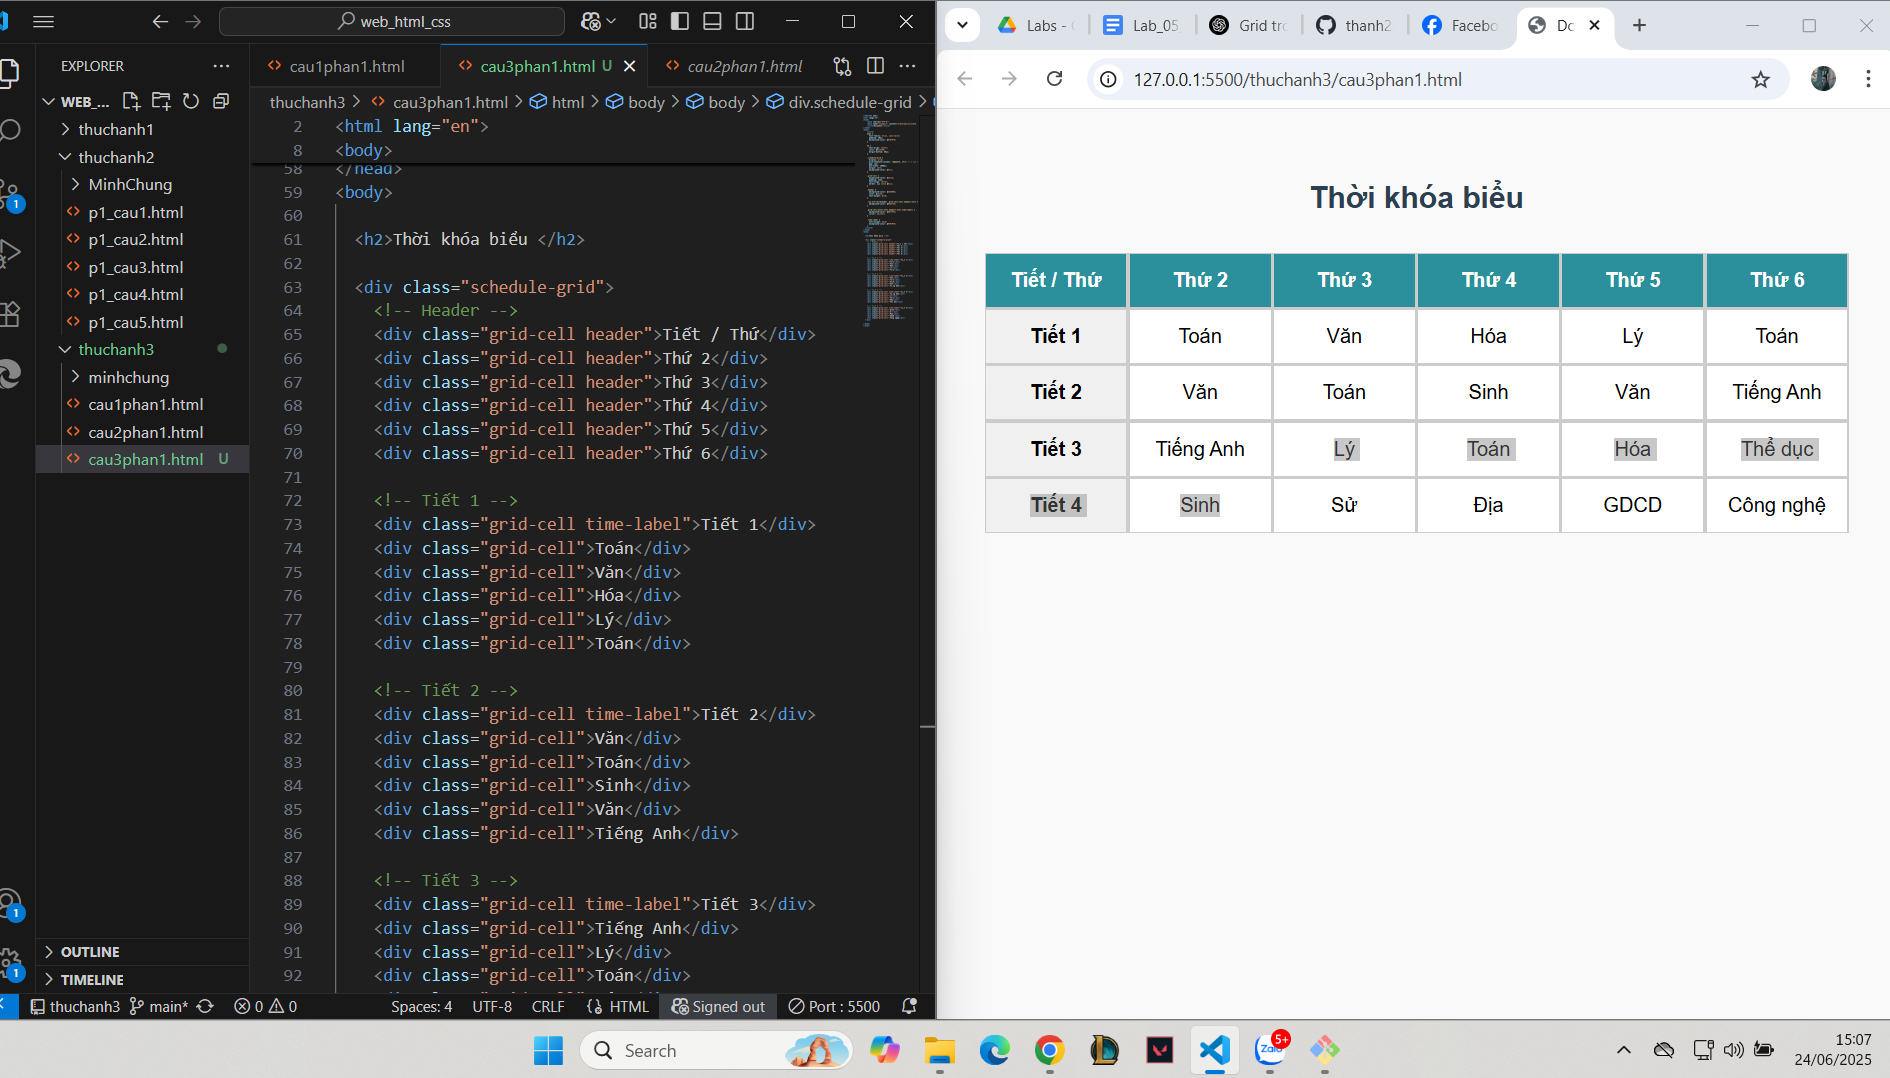 web_html_css
EXPLORER
WEB_...
thuchanh1
thuchanh2
MinhChung
p1_cau1.html
p1_cau2.html
p1_cau3.html
p1_cau4.html
p1_cau5.html
thuchanh3
minhchung
cau1phan1.html
cau2phan1.html
cau3phan1.html U
OUTLINE
TIMELINE
cau1phan1.html
cau3phan1.html U
cau2phan1.html
thuchanh3 > cau3phan1.html > html > body > body > div.schedule-grid >
2 <html lang="en">
8 <body>
58 </head>
59 <body>
60
61 <h2>Thời khóa biểu </h2>
62
63 <div class="schedule-grid">
64 <!-- Header -->
65 <div class="grid-cell header">Tiết / Thứ</div>
66 <div class="grid-cell header">Thứ 2</div>
67 <div class="grid-cell header">Thứ 3</div>
68 <div class="grid-cell header">Thứ 4</div>
69 <div class="grid-cell header">Thứ 5</div>
70 <div class="grid-cell header">Thứ 6</div>
71
72 <!-- Tiết 1 -->
73 <div class="grid-cell time-label">Tiết 1</div>
74 <div class="grid-cell">Toán</div>
75 <div class="grid-cell">Văn</div>
76 <div class="grid-cell">Hóa</div>
77 <div class="grid-cell">Lý</div>
78 <div class="grid-cell">Toán</div>
79
80 <!-- Tiết 2 -->
81 <div class="grid-cell time-label">Tiết 2</div>
82 <div class="grid-cell">Văn</div>
83 <div class="grid-cell">Toán</div>
84 <div class="grid-cell">Sinh</div>
85 <div class="grid-cell">Văn</div>
86 <div class="grid-cell">Tiếng Anh</div>
87
88 <!-- Tiết 3 -->
89 <div class="grid-cell time-label">Tiết 3</div>
90 <div class="grid-cell">Tiếng Anh</div>
91 <div class="grid-cell">Lý</div>
92 <div class="grid-cell">Toán</div>
1
1
1
thuchanh3 main* 0 0 Spaces: 4 UTF-8 CRLF HTML Signed out Port : 5500
Labs -
Lab_05
Grid tr
thanh2
Facebo
Do
127.0.0.1:5500/thuchanh3/cau3phan1.html
Thời khóa biểu
Tiết / Thứ Thứ 2 Thứ 3 Thứ 4 Thứ 5 Thứ 6
Tiết 1 Toán Văn Hóa Lý Toán
Tiết 2 Văn Toán Sinh Văn Tiếng Anh
Tiết 3 Tiếng Anh Lý Toán Hóa Thể dục
Tiết 4 Sinh Sử Địa GDCD Công nghệ
Search
Zalo
5+
15:07
24/06/2025